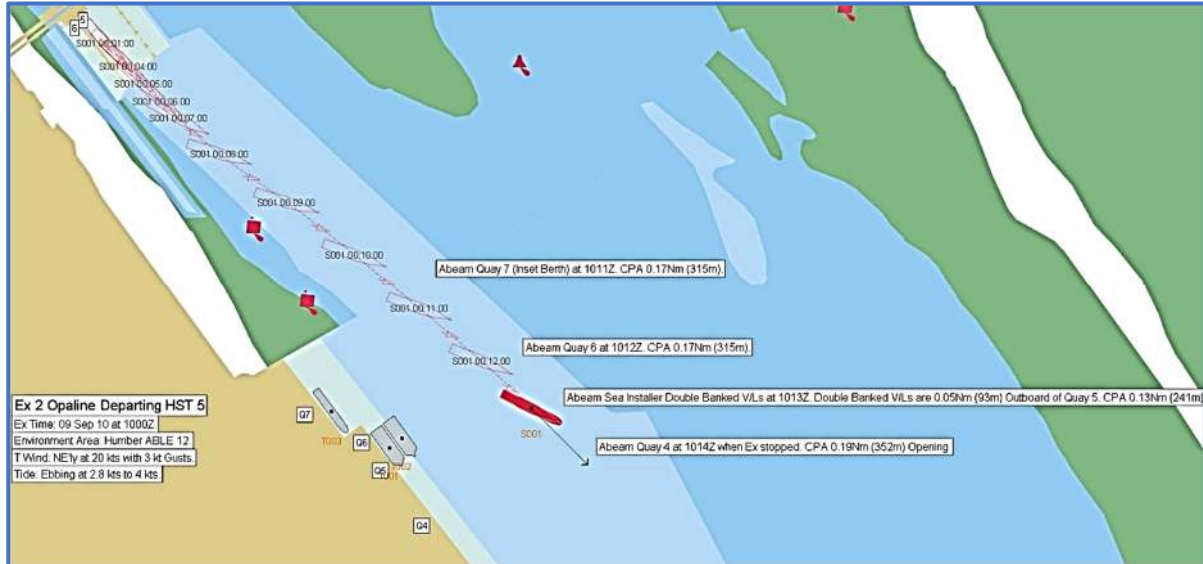 5
6
S001.00:01:00
S001.00:04:00
S001.00:05:00
S001.00:06:00
S001.00:07:00
S001.00:08:00
S001.00:09:00
S001.00:10:00
Abeam Quay 7 (Inset Berth) at 1011Z. CPA 0.17Nm (315m).
S001.00:11:00
Abeam Quay 6 at 1012Z. CPA 0.17Nm (315m).
S001.00:12:00
Abeam Sea Installer Double Banked V/Ls at 1013Z. Double Banked V/Ls are 0.05Nm (93m) Outboard of Quay 5. CPA 0.13Nm (241m)
S001
Abeam Quay 4 at 1014Z when Ex stopped. CPA 0.19Nm (352m) Opening
Ex 2 Opaline Departing HST 5
Ex Time: 09 Sep 10 at 1000Z
Environment Area: Humber ABLE 12
T Wind: NE'ly at 20 kts with 3 kt Gusts.
Tide: Ebbing at 2.8 kts to 4 kts
Q7
T003
Q6
Q5
Q4